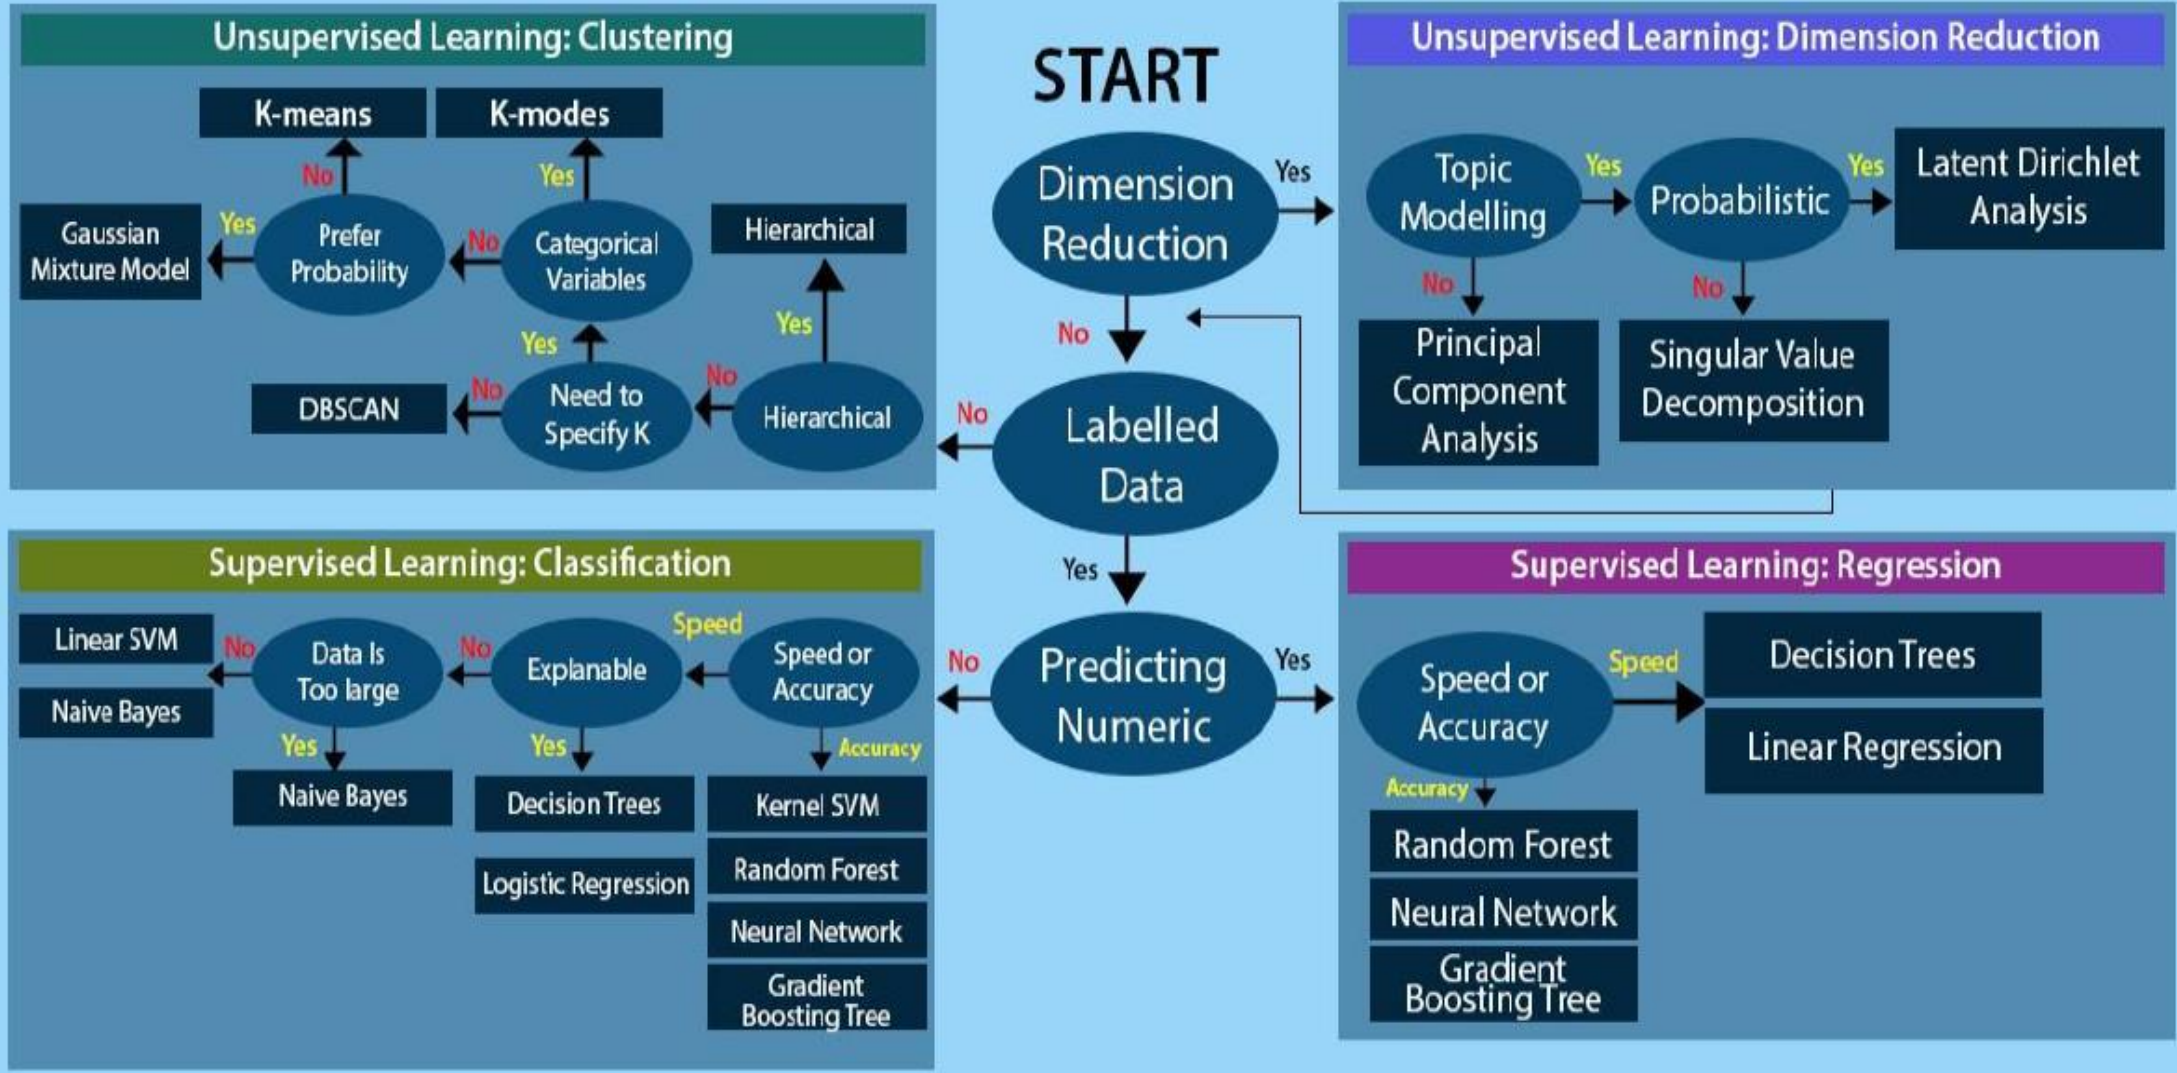 Unsupervised Learning: Clustering
K-means
K-modes
No
Yes
Gaussian
Mixture Model
Yes
Prefer
Probability
No
Categorical
Variables
Hierarchical
Yes
Yes
DBSCAN
No
Need to
Specify K
No
Hierarchical
START
Dimension
Reduction
Yes
No
Labelled
Data
No
Yes
Predicting
Numeric
No
Yes
Unsupervised Learning: Dimension Reduction
Topic
Modelling
Yes
Probabilistic
Yes
Latent Dirichlet
Analysis
No
No
Principal
Component
Analysis
Singular Value
Decomposition
Supervised Learning: Classification
Linear SVM
Naive Bayes
No
Data Is
Too large
No
Explanable
Speed
Speed or
Accuracy
Yes
Yes
Accuracy
Naive Bayes
Decision Trees
Logistic Regression
Kernel SVM
Random Forest
Neural Network
Gradient
Boosting Tree
Supervised Learning: Regression
Speed or
Accuracy
Speed
Decision Trees
Linear Regression
Accuracy
Random Forest
Neural Network
Gradient
Boosting Tree